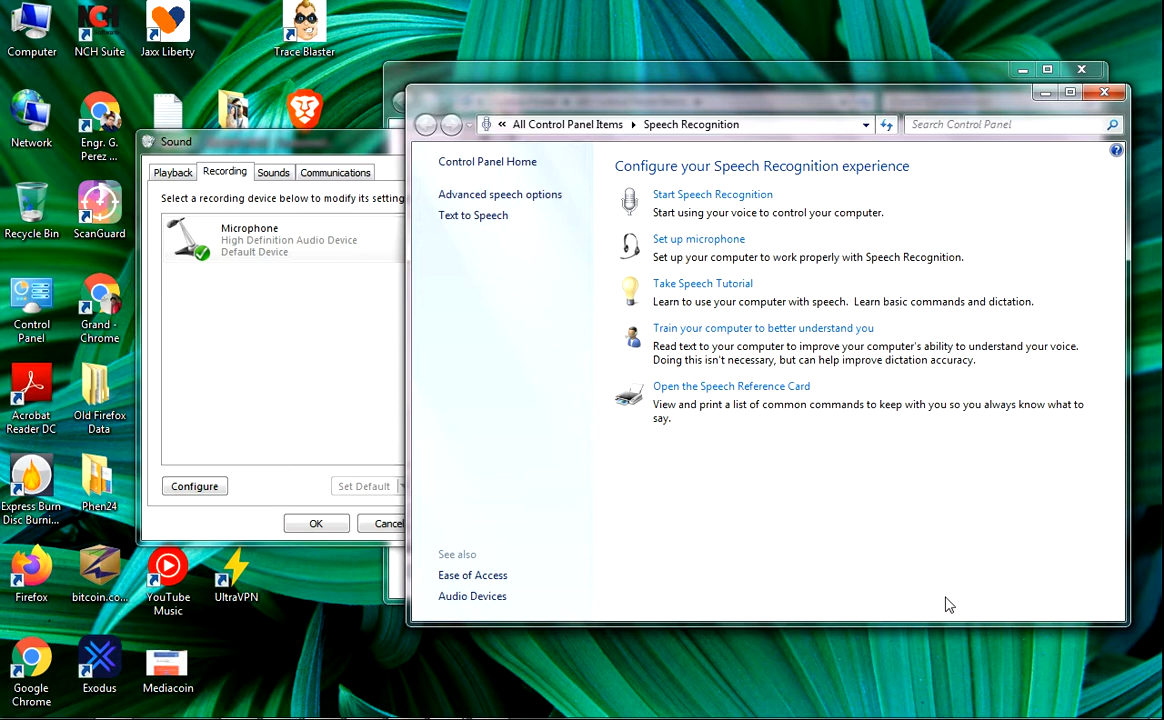 Computer
NCH Suite
Jaxx Liberty
Trace Blaster
Network
Engr. G.
Perez ...
Recycle Bin
ScanGuard
Control
Panel
Grand -
Chrome
Acrobat
Reader DC
Old Firefox
Data
Express Burn
Disc Burni...
Phen24
Firefox
bitcoin.co...
YouTube
Music
UltraVPN
Google
Chrome
Exodus
Mediacoin
Sound
Playback
Recording
Sounds
Communications
Select a recording device below to modify its setting
Microphone
High Definition Audio Device
Default Device
Configure
Set Default
OK
Cancel
« All Control Panel Items
Speech Recognition
Search Control Panel
Control Panel Home
Advanced speech options
Text to Speech
See also
Ease of Access
Audio Devices
Configure your Speech Recognition experience
Start Speech Recognition
Start using your voice to control your computer.
Set up microphone
Set up your computer to work properly with Speech Recognition.
Take Speech Tutorial
Learn to use your computer with speech. Learn basic commands and dictation.
Train your computer to better understand you
Read text to your computer to improve your computer's ability to understand your voice.
Doing this isn't necessary, but can help improve dictation accuracy.
Open the Speech Reference Card
View and print a list of common commands to keep with you so you always know what to
say.